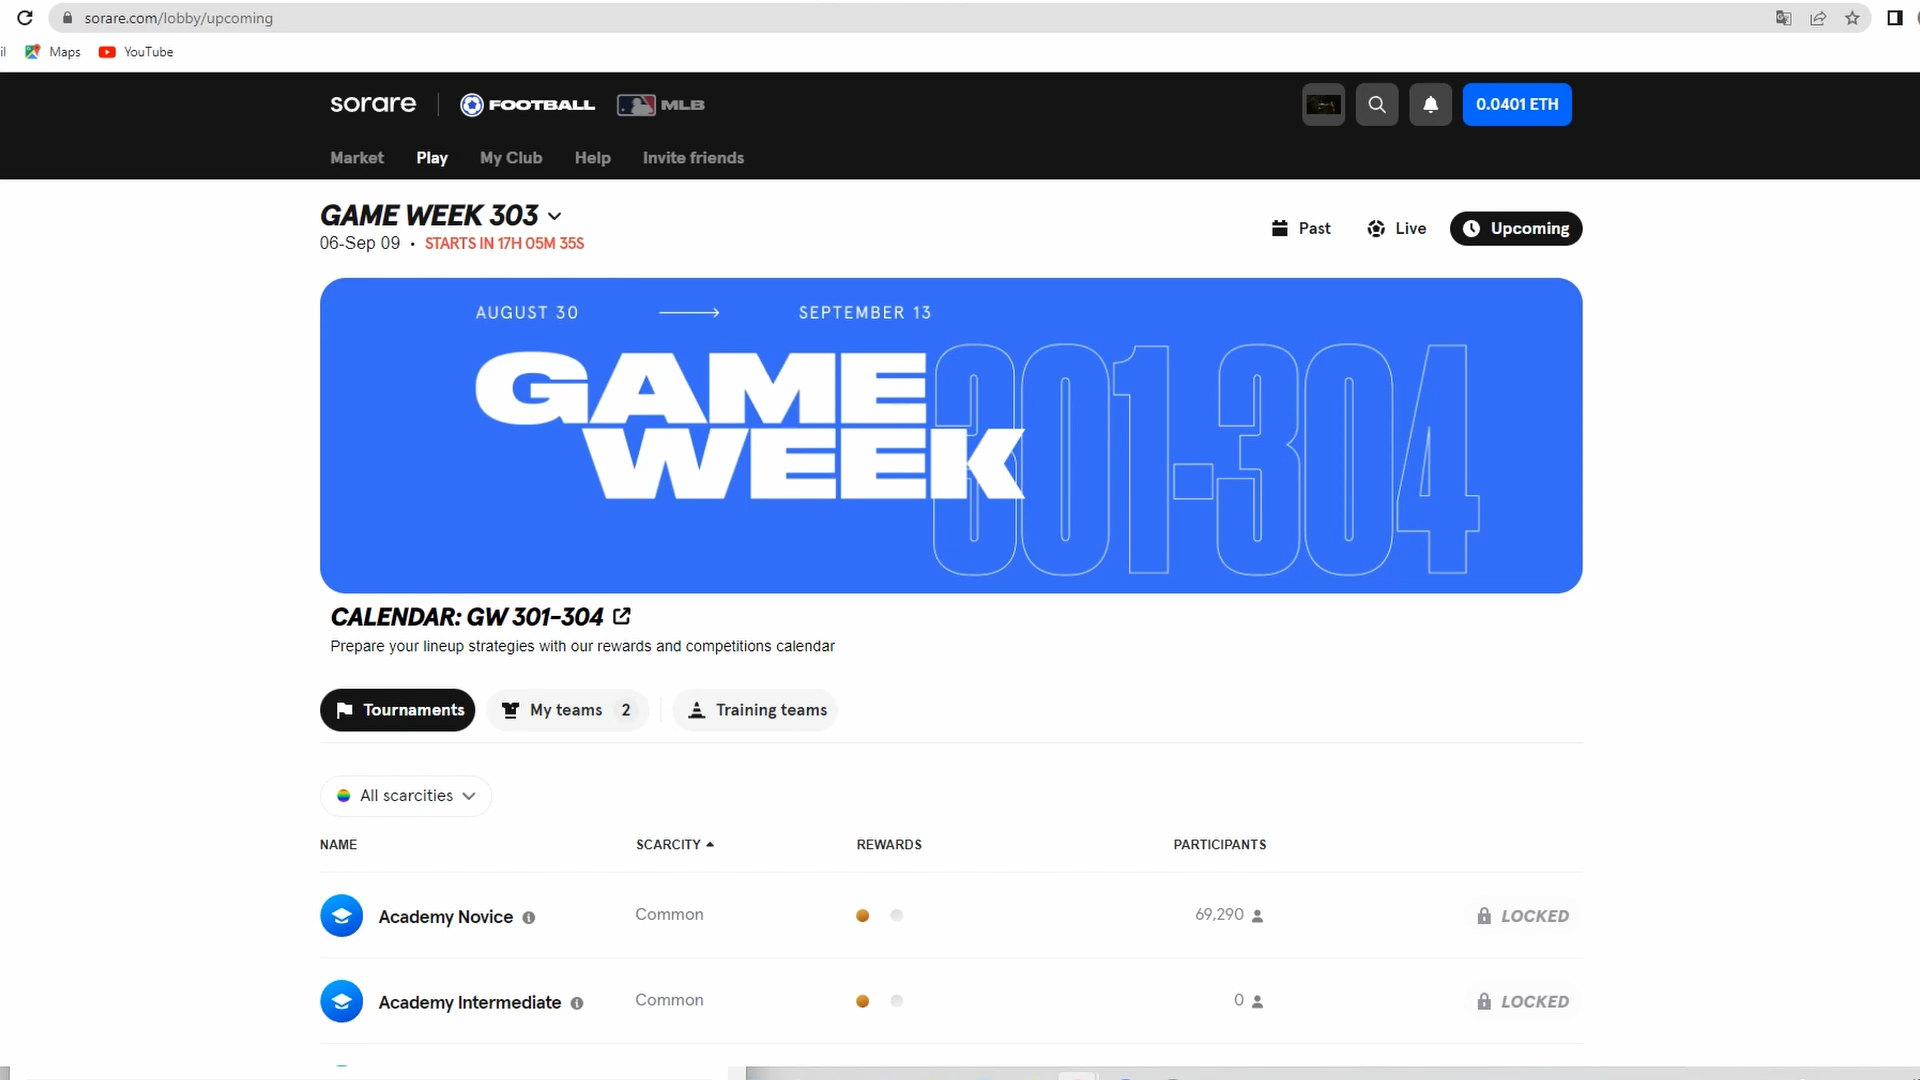 sorare.com/lobby/upcoming
il Maps YouTube
sorare FOOTBALL MLB 0.0401 ETH
Market Play My Club Help Invite friends
GAME WEEK 303
06-Sep 09 • STARTS IN 17H 05M 35S
Past Live Upcoming
AUGUST 30 SEPTEMBER 13
GAME
WEEK
301-304
CALENDAR: GW 301-304
Prepare your lineup strategies with our rewards and competitions calendar
Tournaments My teams 2 Training teams
All scarcities
NAME SCARCITY REWARDS PARTICIPANTS
Academy Novice Common 69,290 LOCKED
Academy Intermediate Common 0 LOCKED